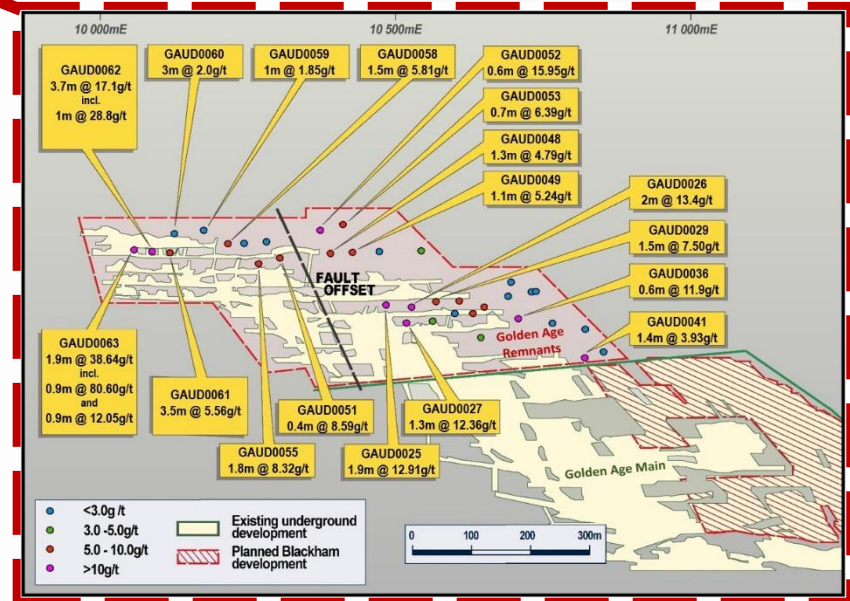 10 000mE
10 500mE
11 000mE
GAUD0062
3.7m @ 17.1g/t
incl.
1m @ 28.8g/t
GAUD0060
3m @ 2.0g/t
GAUD0059
1m @ 1.85g/t
GAUD0058
1.5m @ 5.81g/t
GAUD0052
0.6m @ 15.95g/t
GAUD0053
0.7m @ 6.39g/t
GAUD0048
1.3m @ 4.79g/t
GAUD0049
1.1m @ 5.24g/t
GAUD0026
2m @ 13.4g/t
GAUD0029
1.5m @ 7.50g/t
GAUD0036
0.6m @ 11.9g/t
GAUD0041
1.4m @ 3.93g/t
FAULT
OFFSET
Golden Age
Remnants
GAUD0063
1.9m @ 38.64g/t
incl.
0.9m @ 80.60g/t
and
0.9m @ 12.05g/t
GAUD0061
3.5m @ 5.56g/t
GAUD0055
1.8m @ 8.32g/t
GAUD0051
0.4m @ 8.59g/t
GAUD0025
1.9m @ 12.91g/t
GAUD0027
1.3m @ 12.36g/t
Golden Age Main
<3.0g /t
3.0 -5.0g/t
5.0 - 10.0g/t
>10g/t
Existing underground
development
Planned Blackham
development
0 100 200 300m